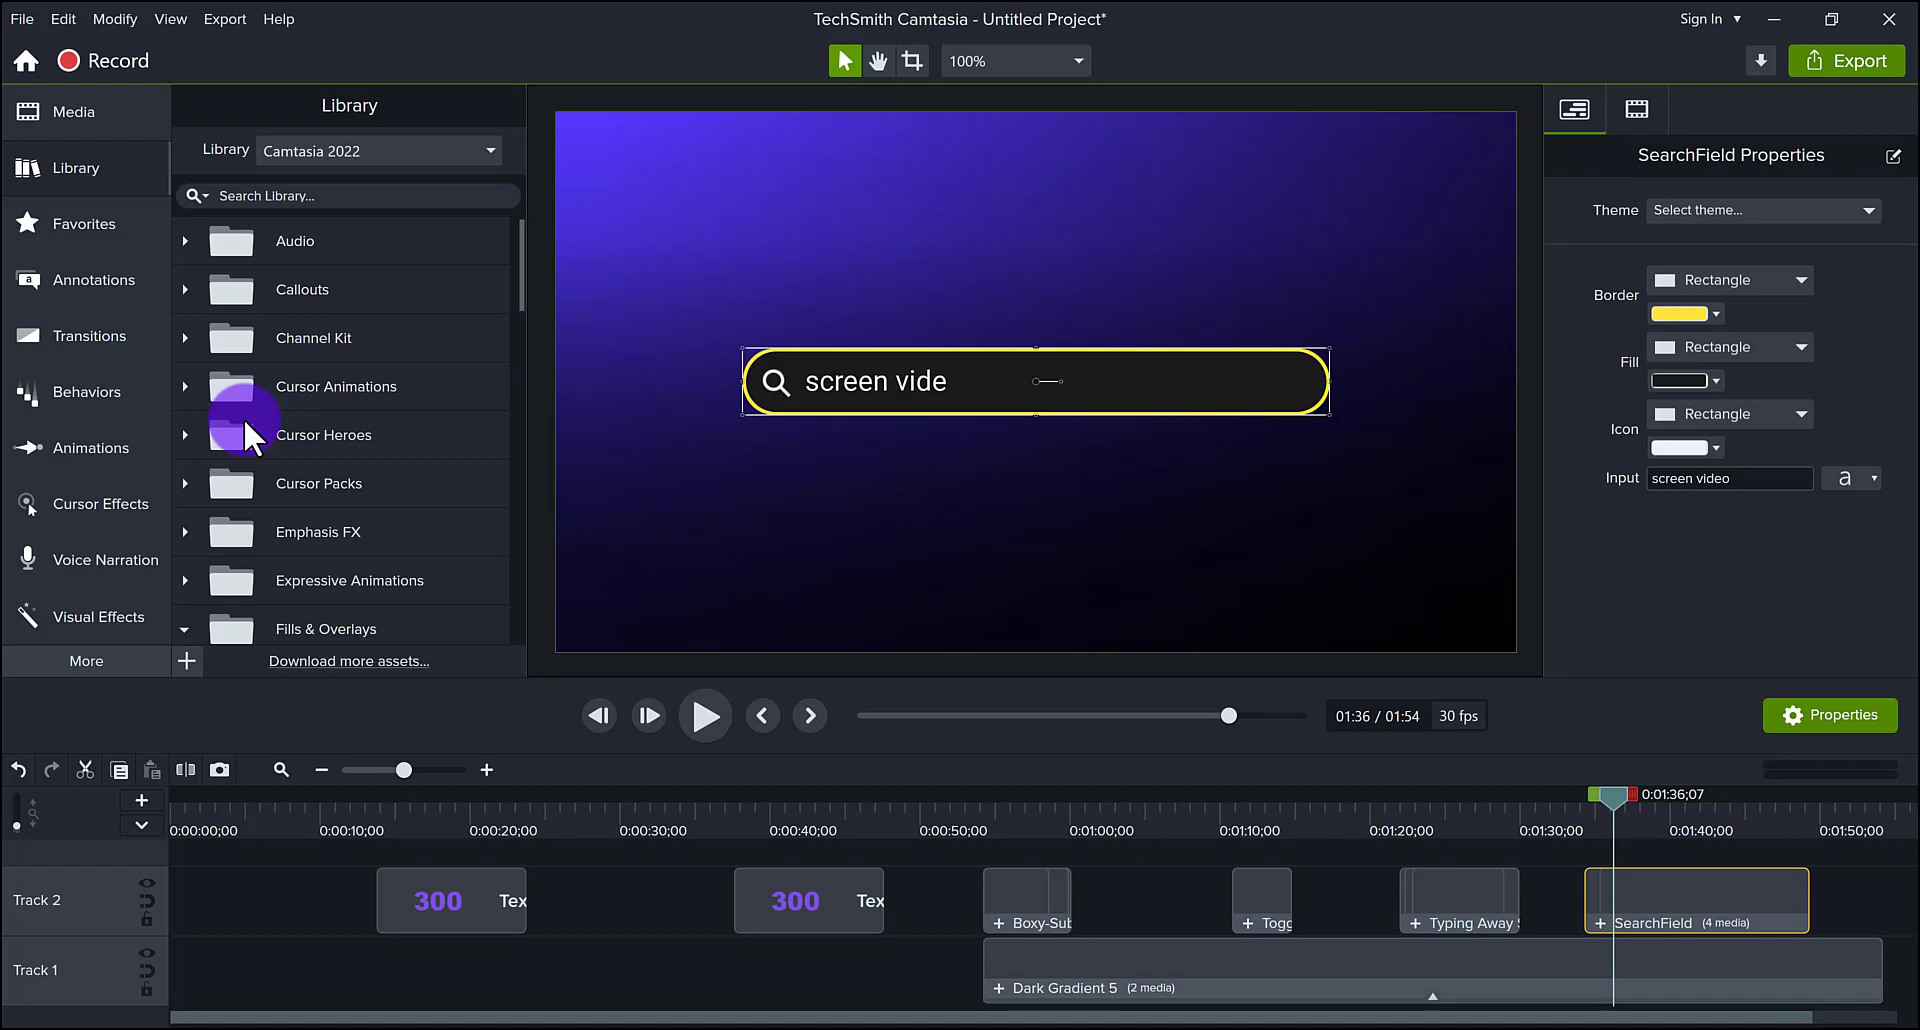 File Edit Modify View Export Help
TechSmith Camtasia - Untitled Project*
Sign In
Record
100%
Export
Media
Library
Favorites
Annotations
Transitions
Behaviors
Animations
Cursor Effects
Voice Narration
Visual Effects
More
Library
Library Camtasia 2022
Search Library...
Audio
Callouts
Channel Kit
Cursor Animations
Cursor Heroes
Cursor Packs
Emphasis FX
Expressive Animations
Fills & Overlays
Download more assets...
screen vide
SearchField Properties
Theme Select theme...
Border Rectangle
Fill Rectangle
Icon Rectangle
Input screen video a
01:36 / 01:54 30 fps
Properties
0:01:36;07
0:00:00;00 0:00:10;00 0:00:20;00 0:00:30;00 0:00:40;00 0:00:50;00 0:01:00;00 0:01:10;00 0:01:20;00 0:01:30;00 0:01:40;00 0:01:50;00
Track 2
300 Tex
300 Tex
+ Boxy-Sub
+ Togg
+ Typing Away S
+ SearchField (4 media)
Track 1
+ Dark Gradient 5 (2 media)